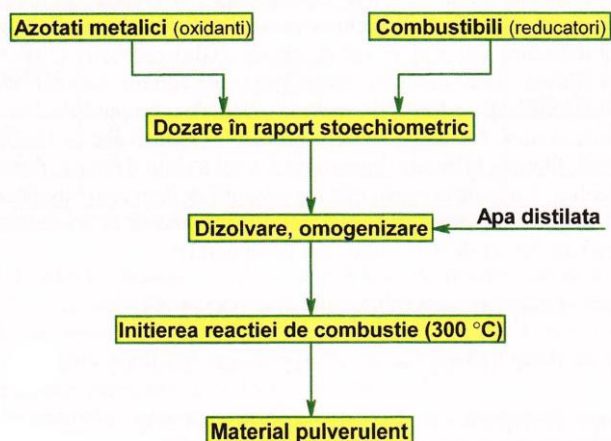 Azotati metalici (oxidanti)
Combustibili (reducatori)
Dozare în raport stoechiometric
Dizolvare, omogenizare
Apa distilata
Initierea reactiei de combustie (300 °C)
Material pulverulent